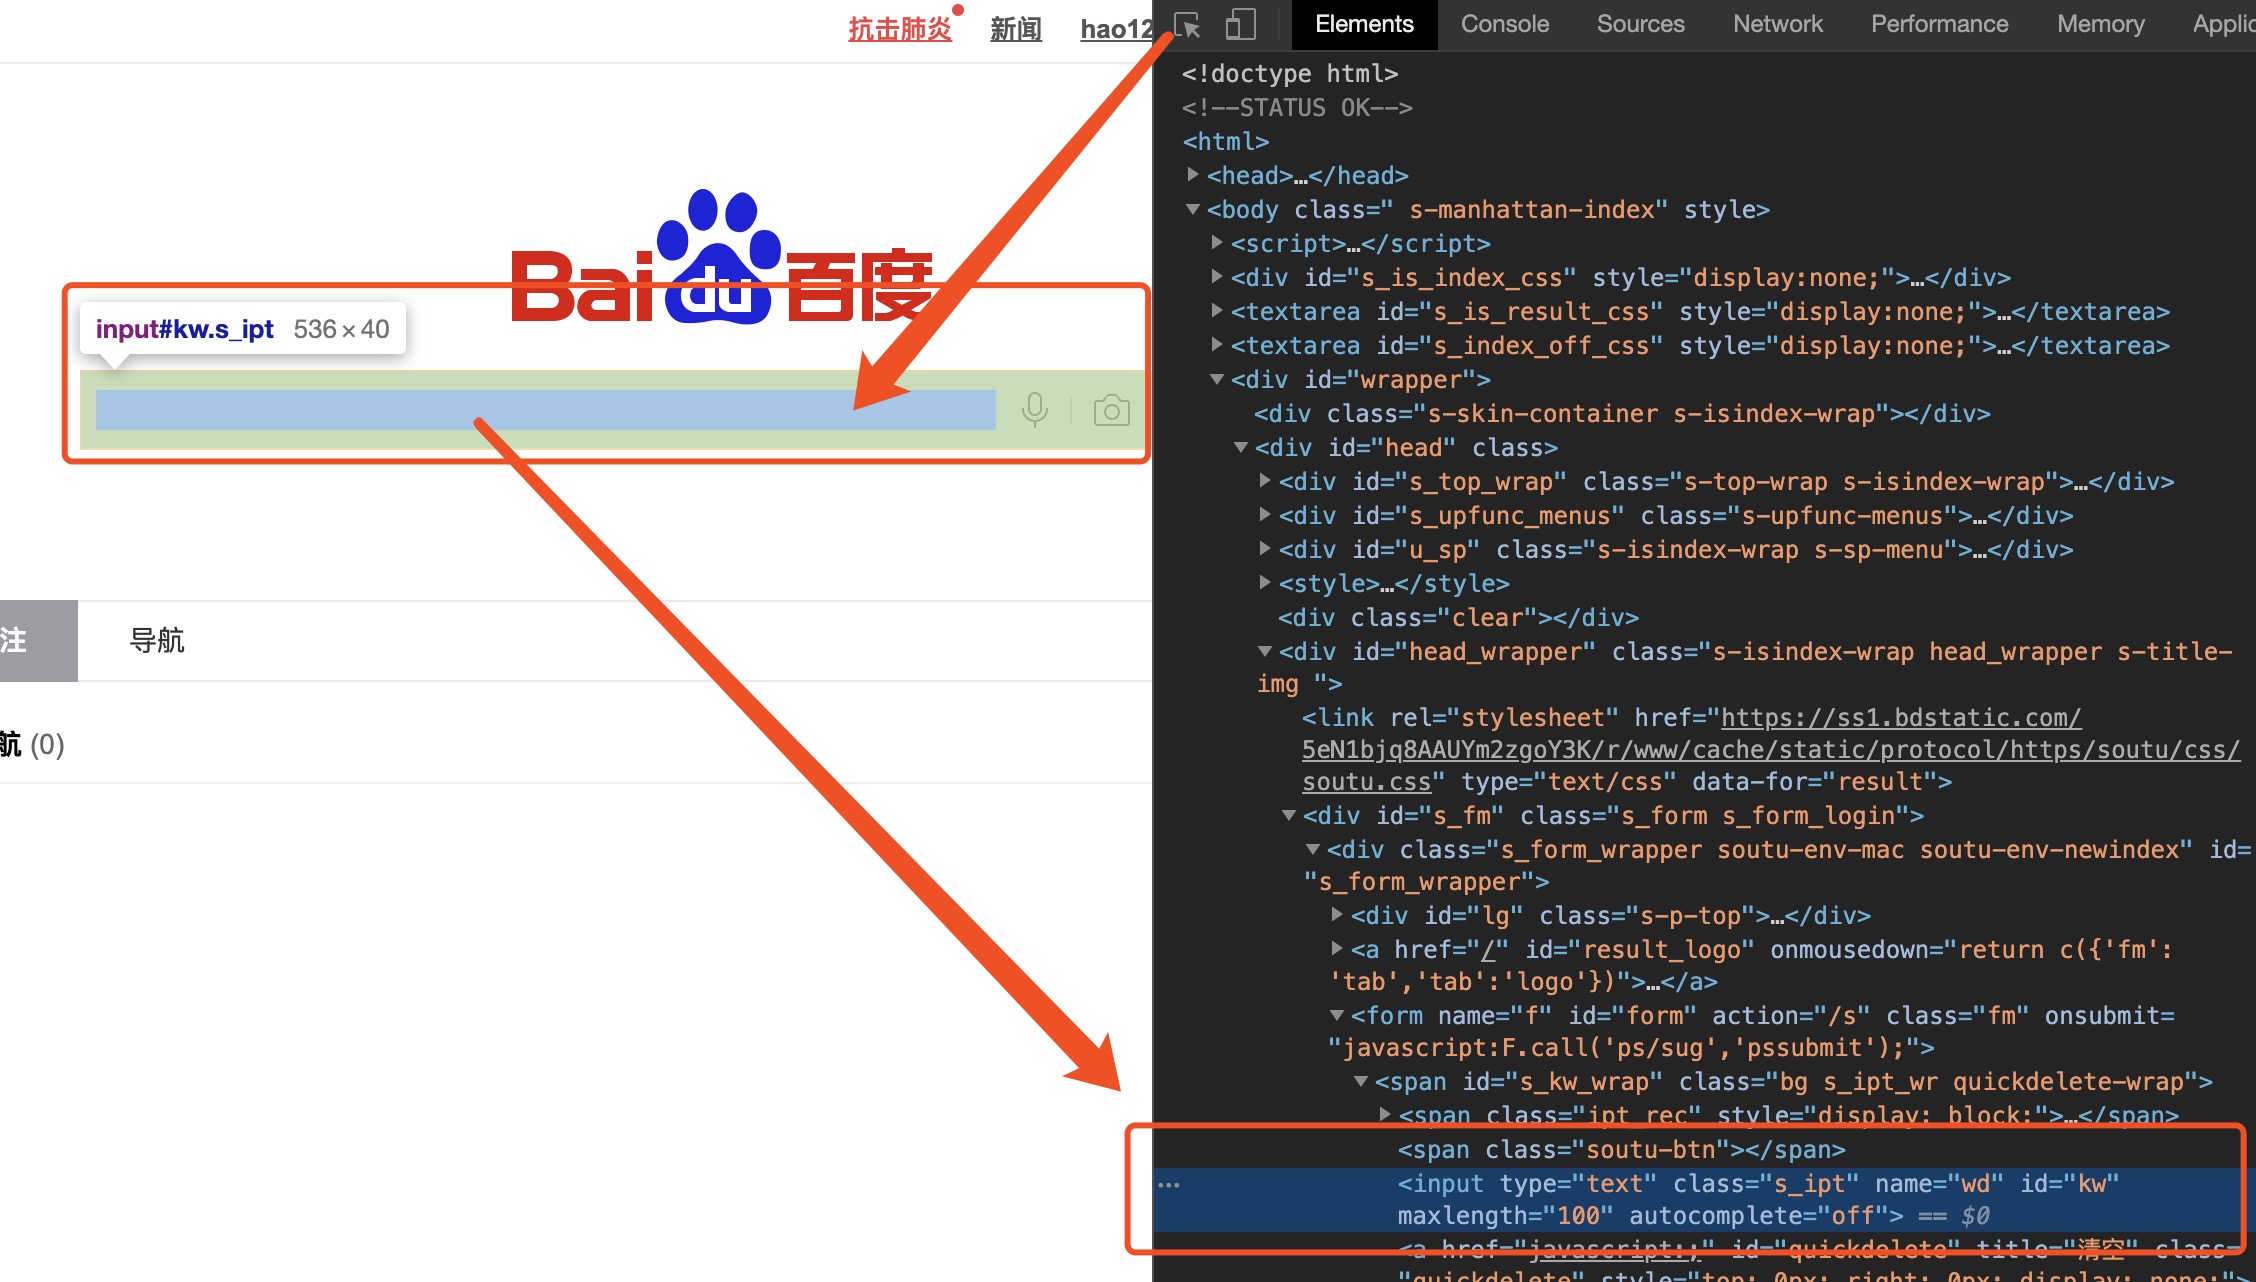 抗击肺炎 新闻 hao12
Baidu百度
input#kw.s_ipt 536×40
注 导航
航 (0)
Elements Console Sources Network Performance Memory Applic
<!doctype html>
<!--STATUS OK-->
<html>
<head>…</head>
<body class=" s-manhattan-index" style>
<script>…</script>
<div id="s_is_index_css" style="display:none;">…</div>
<textarea id="s_is_result_css" style="display:none;">…</textarea>
<textarea id="s_index_off_css" style="display:none;">…</textarea>
<div id="wrapper">
<div class="s-skin-container s-isindex-wrap"></div>
<div id="head" class>
<div id="s_top_wrap" class="s-top-wrap s-isindex-wrap">…</div>
<div id="s_upfunc_menus" class="s-upfunc-menus">…</div>
<div id="u_sp" class="s-isindex-wrap s-sp-menu">…</div>
<style>…</style>
<div class="clear"></div>
<div id="head_wrapper" class="s-isindex-wrap head_wrapper s-title-
img ">
<link rel="stylesheet" href="https://ss1.bdstatic.com/
5eN1bjq8AAUYm2zgoY3K/r/www/cache/static/protocol/https/soutu/css/
soutu.css" type="text/css" data-for="result">
<div id="s_fm" class="s_form s_form_login">
<div class="s_form_wrapper soutu-env-mac soutu-env-newindex" id=
"s_form_wrapper">
<div id="lg" class="s-p-top">…</div>
<a href="/" id="result_logo" onmousedown="return c({'fm':
'tab','tab':'logo'})">…</a>
<form name="f" id="form" action="/s" class="fm" onsubmit=
"javascript:F.call('ps/sug','pssubmit');">
<span id="s_kw_wrap" class="bg s_ipt_wr quickdelete-wrap">
<span class="ipt_rec" style="display: block;">…</span>
<span class="soutu-btn"></span>
… <input type="text" class="s_ipt" name="wd" id="kw"
maxlength="100" autocomplete="off"> == $0
<a href="javascript:;" id="quickdelete" title="清空" class=
"quickdelete" style="top: 0px; right: 0px; display: none;">